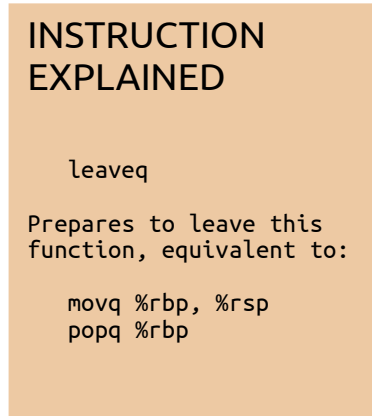 INSTRUCTION
EXPLAINED
leaveq
Prepares to leave this
function, equivalent to:
movq %rbp, %rsp
popq %rbp